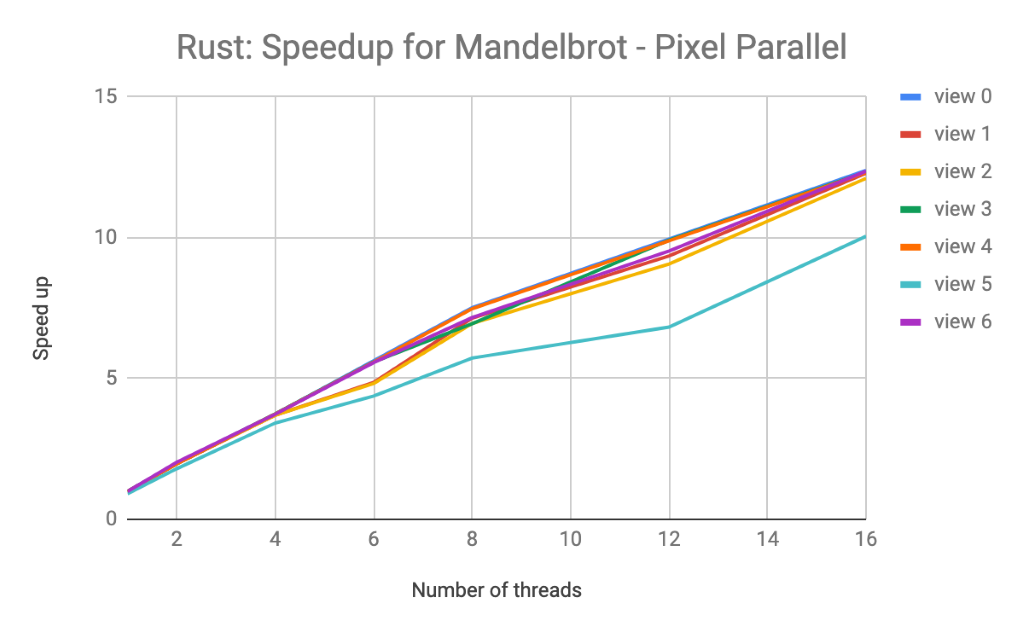 Rust: Speedup for Mandelbrot - Pixel Parallel
15
10
5
0
Speed up
2 4 6 8 10 12 14 16
Number of threads
view 0
view 1
view 2
view 3
view 4
view 5
view 6